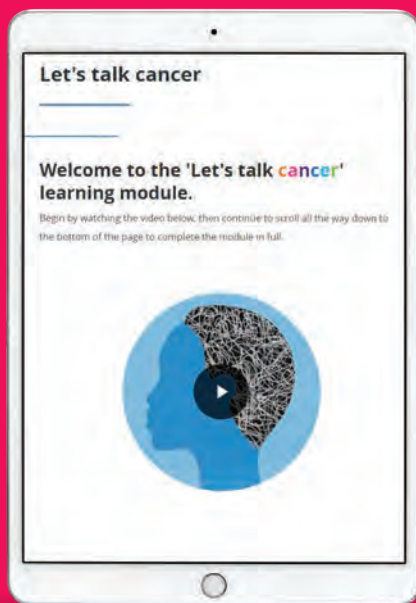 Let's talk cancer
Welcome to the 'Let's talk cancer'
learning module.
Begin by watching the video below, then continue to scroll all the way down to
the bottom of the page to complete the module in full.